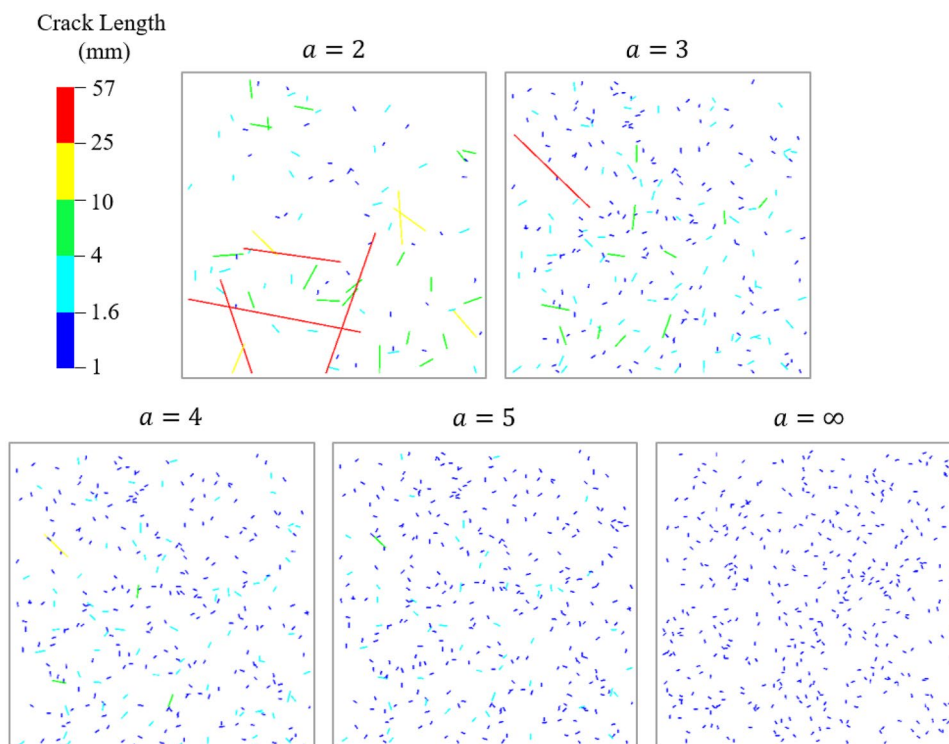 Crack Length
(mm)
a = 2
a = 3
57
25
10
4
1.6
1
a = 4
a = 5
a = ∞